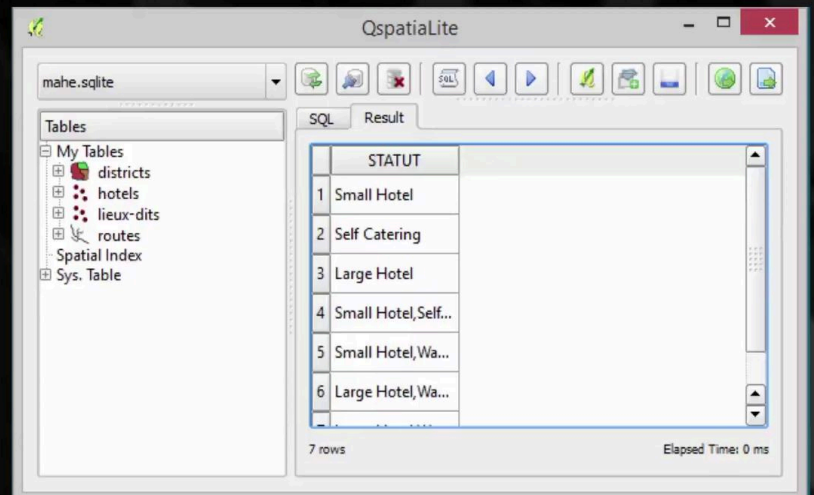 QspatiaLite
mahe.sqlite
SQL
Tables
SQL Result
My Tables
districts
hotels
lieux-dits
routes
Spatial Index
Sys. Table
STATUT
1 Small Hotel
2 Self Catering
3 Large Hotel
4 Small Hotel,Self...
5 Small Hotel,Wa...
6 Large Hotel,Wa...
7 rows
Elapsed Time: 0 ms